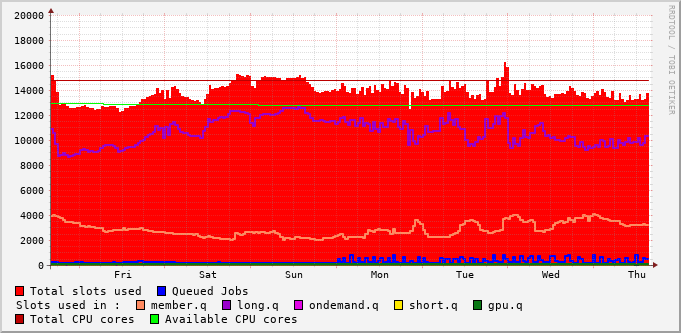 20000
18000
16000
14000
12000
10000
8000
6000
4000
2000
0
Fri Sat Sun Mon Tue Wed Thu
RRDTOOL / TOBI OETIKER
Total slots used Queued Jobs
Slots used in : member.q long.q ondemand.q short.q gpu.q
Total CPU cores Available CPU cores